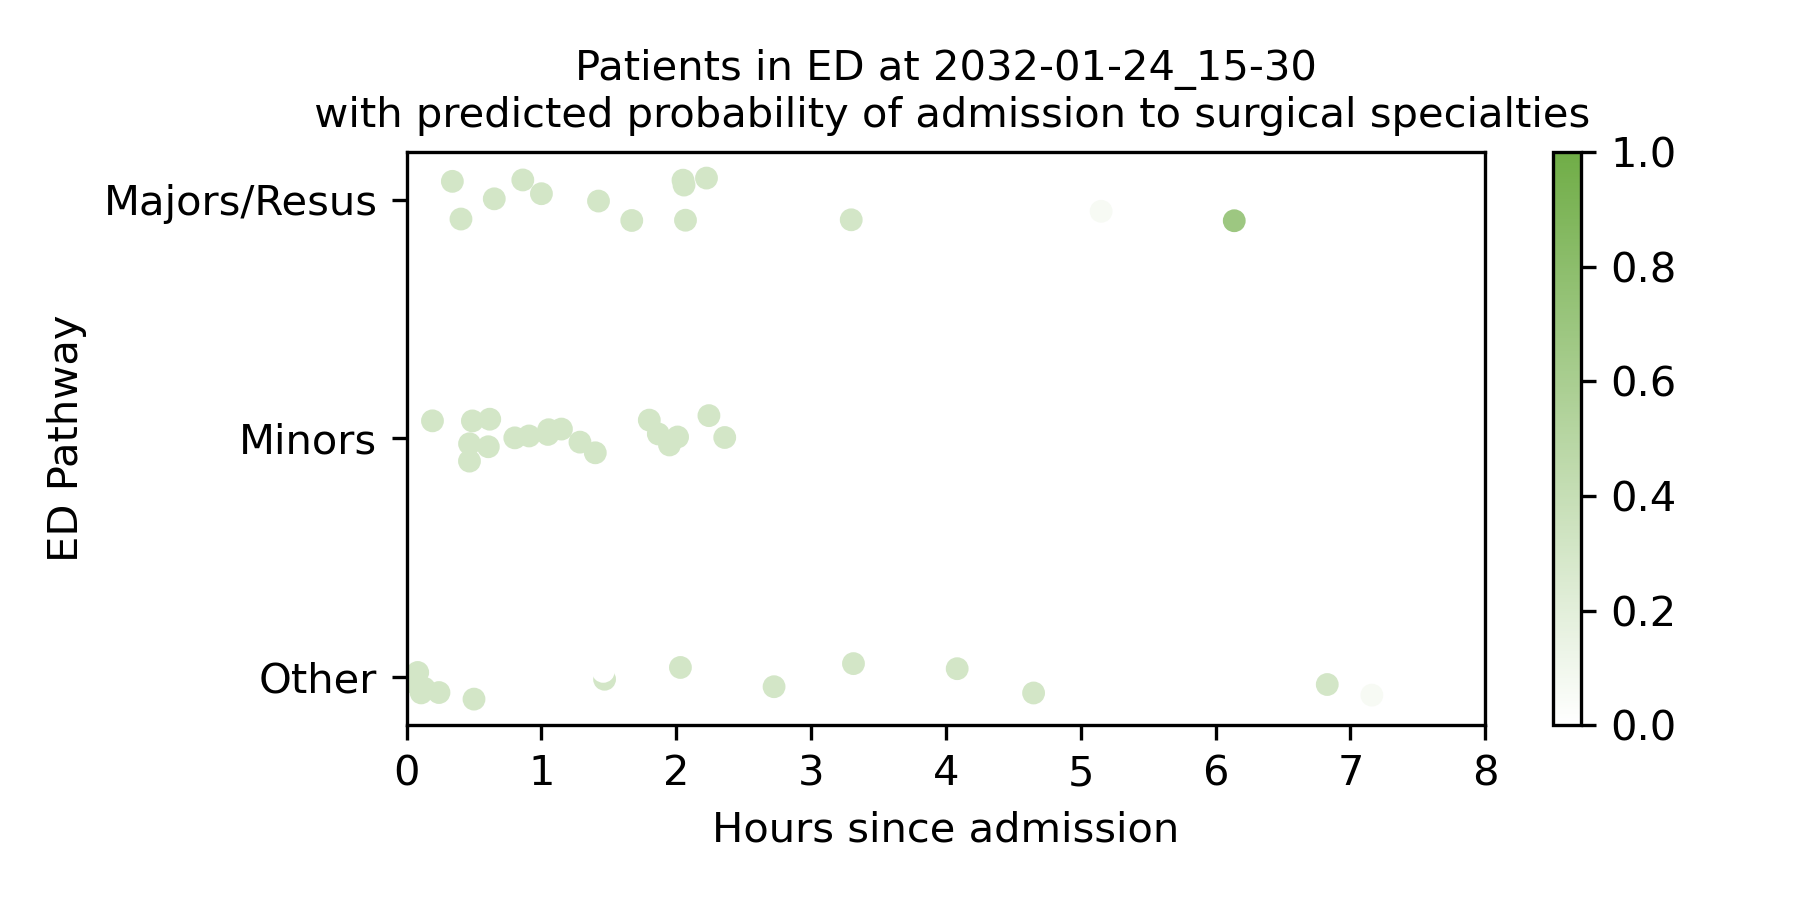 Patients in ED at 2032-01-24_15-30
with predicted probability of admission to surgical specialties
Majors/Resus
Minors
Other
ED Pathway
0 1 2 3 4 5 6 7 8
Hours since admission
1.0
0.8
0.6
0.4
0.2
0.0